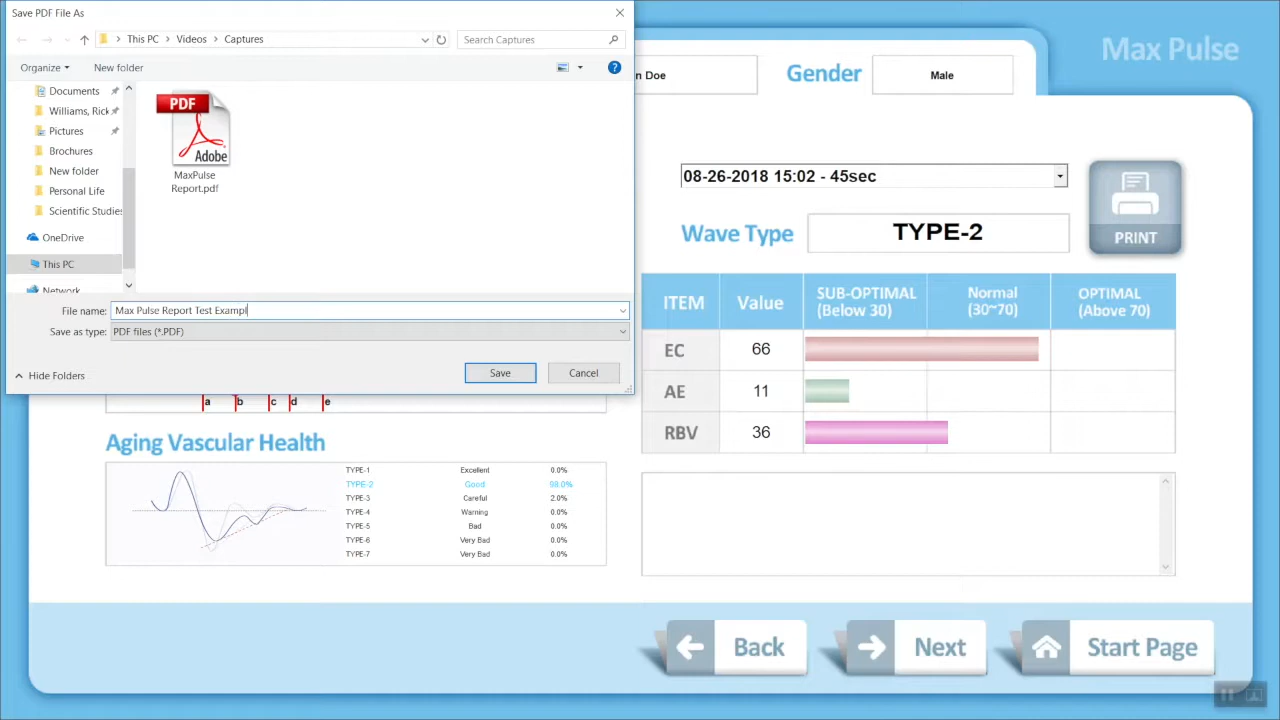 Save PDF File As
This PC > Videos > Captures
Search Captures
Organize
New folder
?
Documents
Williams, Rick
Pictures
Brochures
New folder
Personal Life
Scientific Studies
OneDrive
This PC
Network
PDF
Adobe
MaxPulse
Report.pdf
File name: Max Pulse Report Test Exampl
Save as type: PDF files (*.PDF)
Hide Folders
Save
Cancel
Max Pulse
n Doe
Gender
Male
08-26-2018 15:02 - 45sec
Wave Type
TYPE-2
PRINT
ITEM Value SUB-OPTIMAL (Below 30) Normal (30~70) OPTIMAL (Above 70)
EC 66
AE 11
RBV 36
a b c d e
Aging Vascular Health
TYPE-1 Excellent 0.0%
TYPE-2 Good 98.0%
TYPE-3 Careful 2.0%
TYPE-4 Warning 0.0%
TYPE-5 Bad 0.0%
TYPE-6 Very Bad 0.0%
TYPE-7 Very Bad 0.0%
Back
Next
Start Page